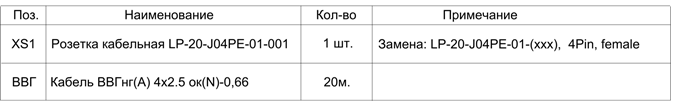 Поз. Наименование Кол-во Примечание
XS1 Розетка кабельная LP-20-J04PE-01-001 1 шт. Замена: LP-20-J04PE-01-(xxx), 4Pin, female
ВВГ Кабель ВВГнг(А) 4x2.5 ок(N)-0,66 20м.